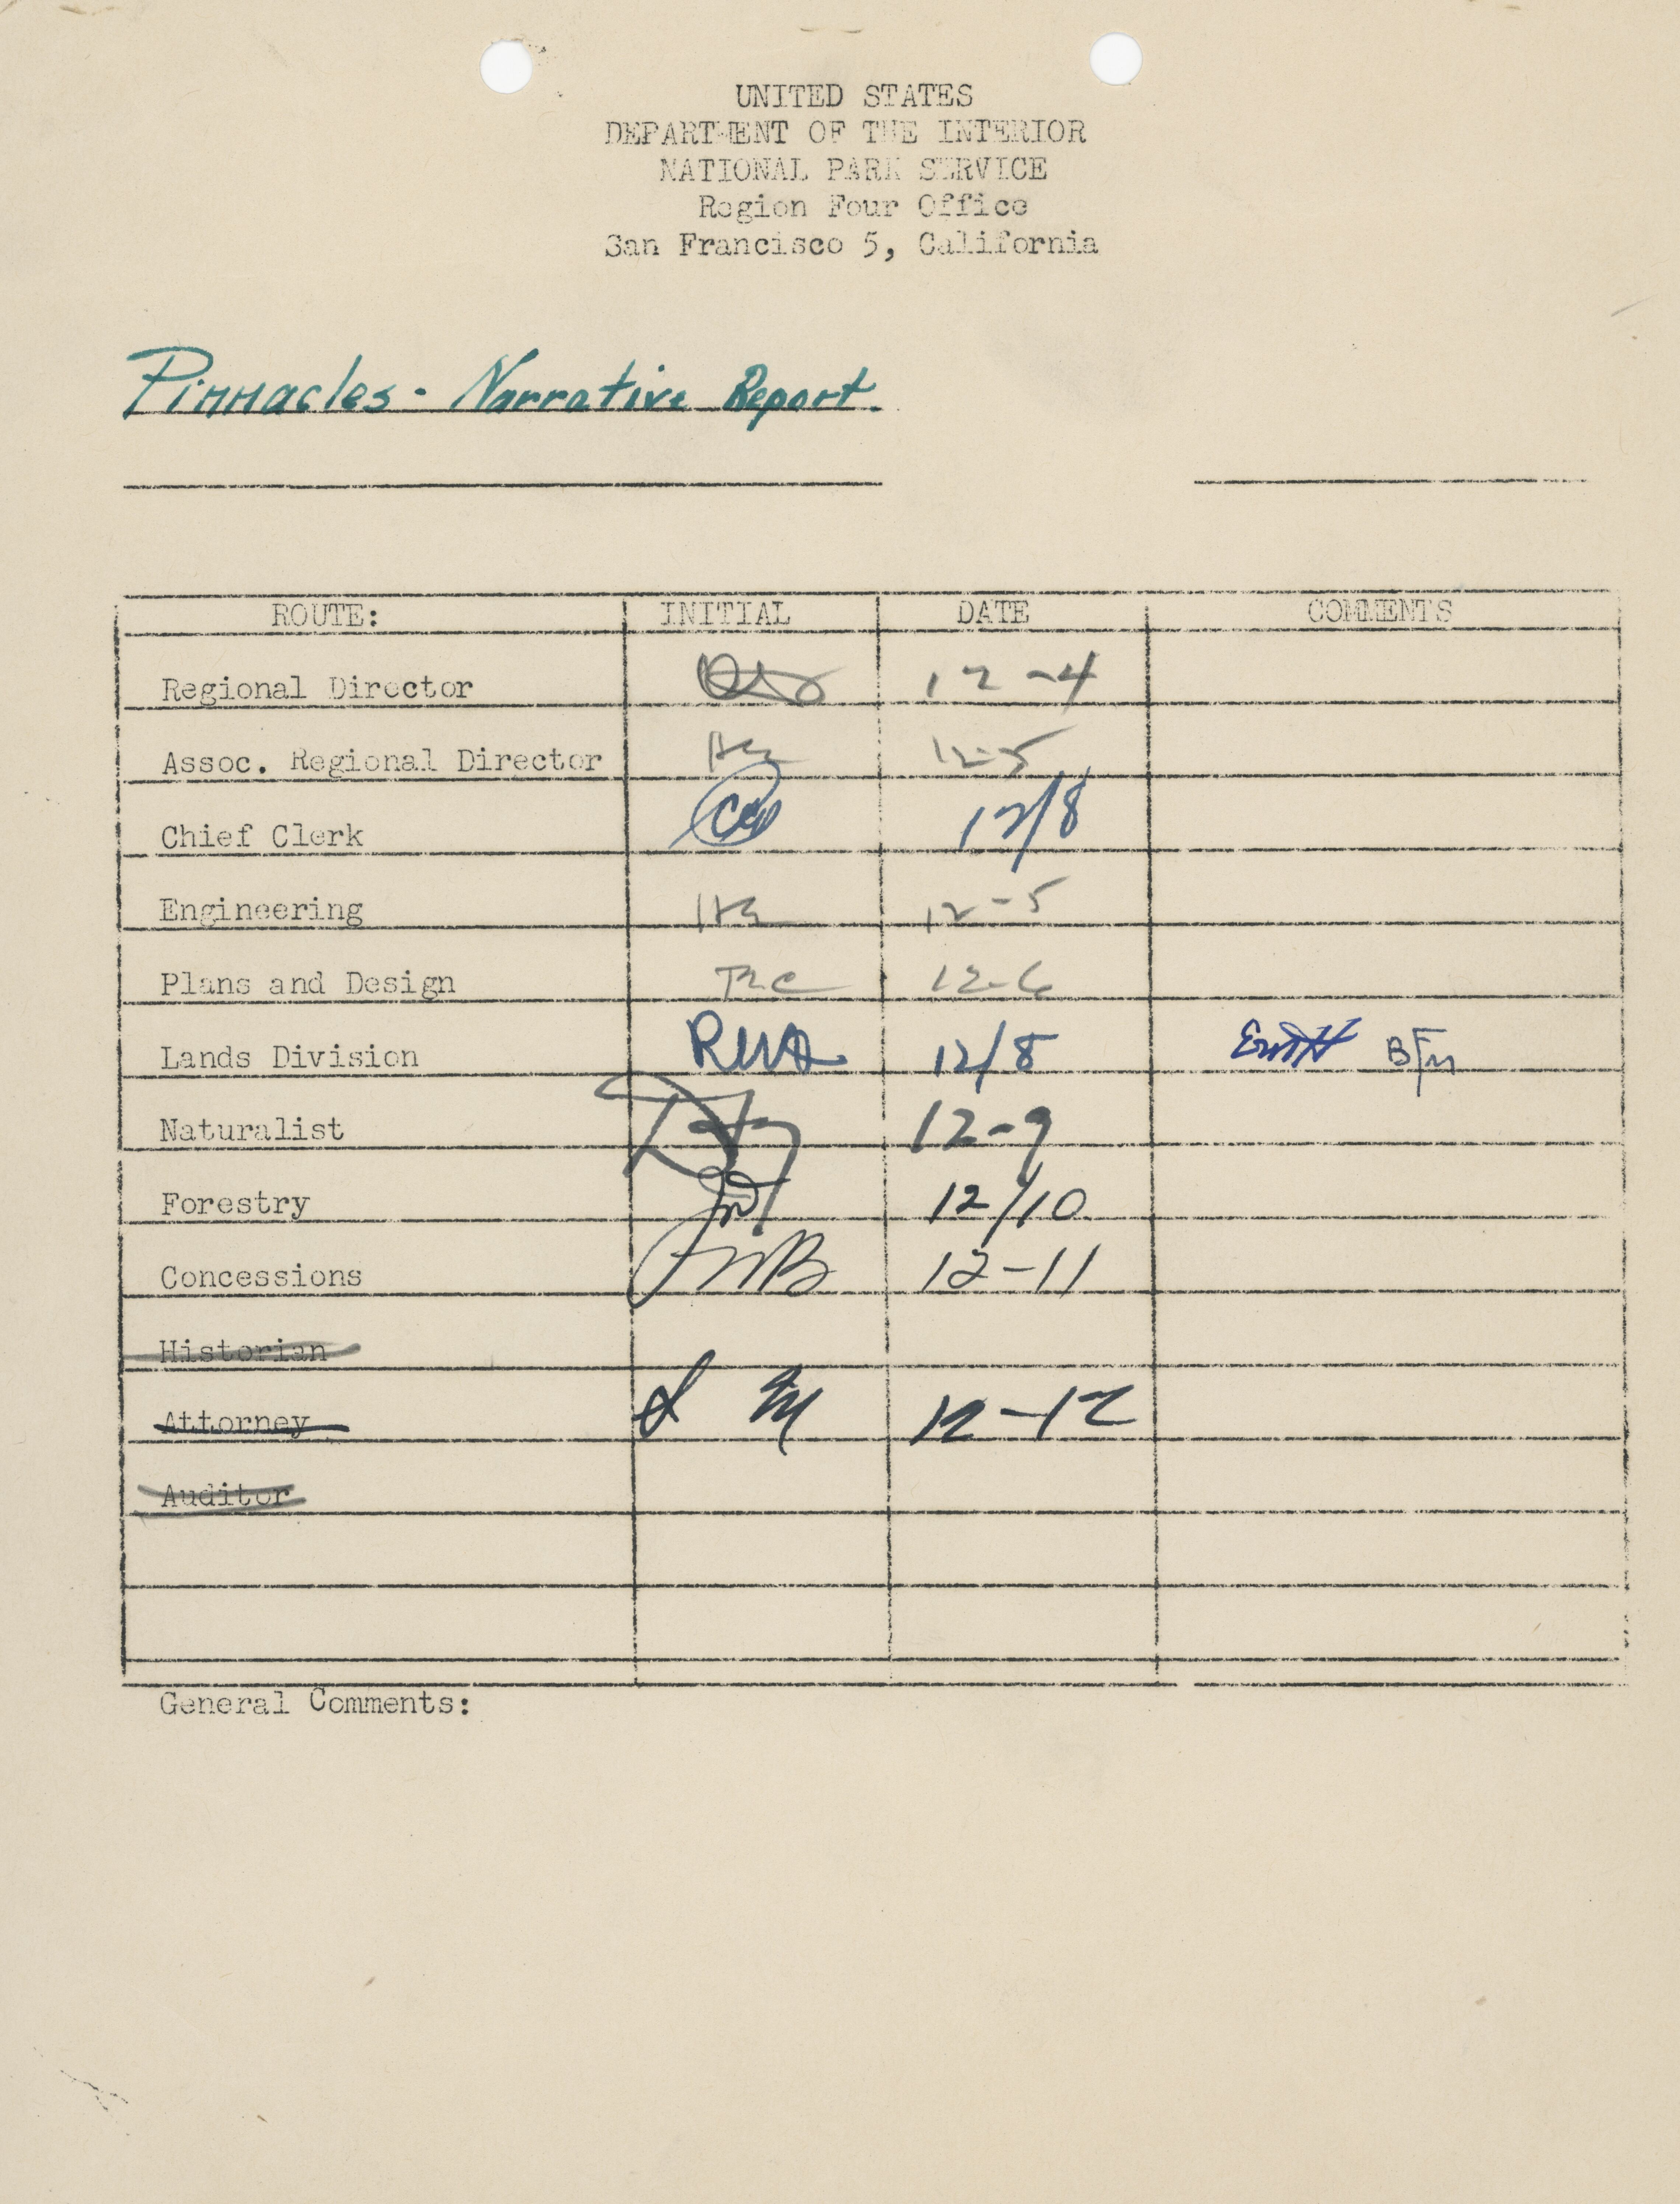 UNITED STATES
DEPARTMENT OF THE INTERIOR
NATIONAL PARK SERVICE
Region Four Office
San Francisco 5, California
Pinnacles - Narrative Report.
ROUTE: INITIAL DATE COMMENTS
Regional Director 12-4
Assoc. Regional Director 12-5
Chief Clerk 12/8
Engineering 12-5
Plans and Design 12-6
Lands Division 12/8 BFM
Naturalist 12-9
Forestry 12/10
Concessions 12-11
Historian
Attorney 12-12
Auditor
General Comments: